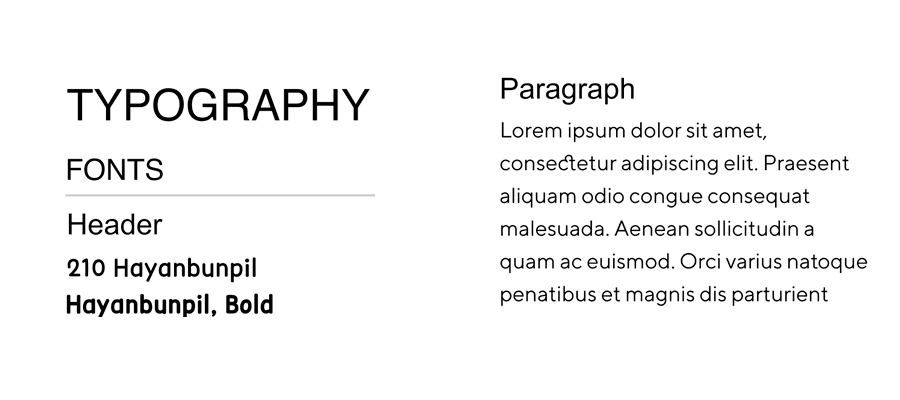 TYPOGRAPHY
FONTS
Header
210 Hayanbunpil
Hayanbunpil, Bold
Paragraph
Lorem ipsum dolor sit amet,
consectetur adipiscing elit. Praesent
aliquam odio congue consequat
malesuada. Aenean sollicitudin a
quam ac euismod. Orci varius natoque
penatibus et magnis dis parturient